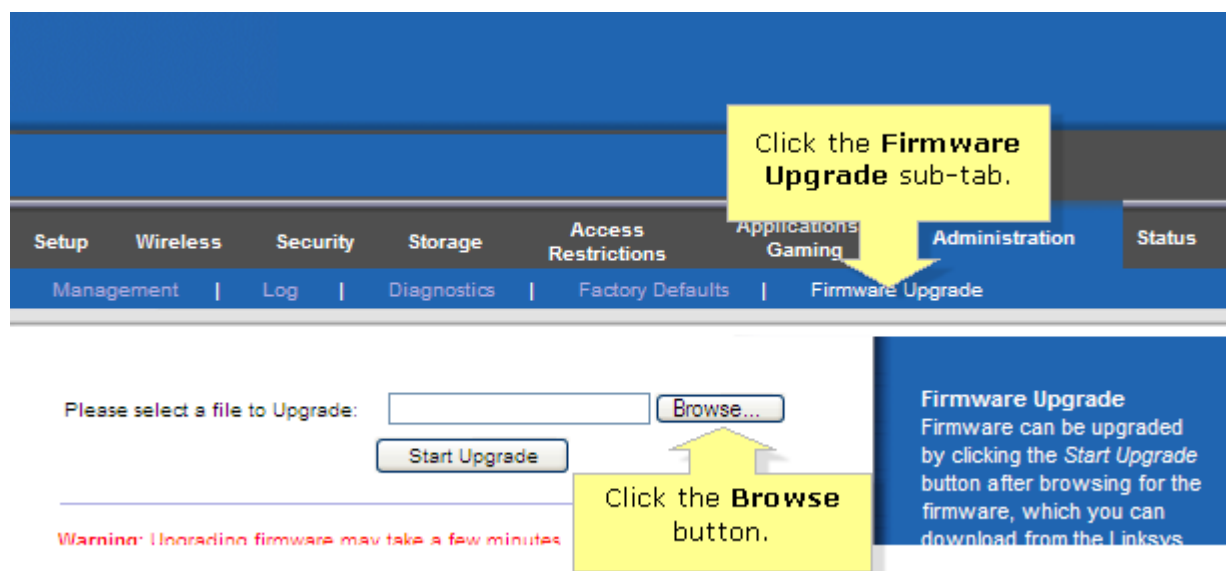 Click the Firmware
Upgrade sub-tab.
Setup Wireless Security Storage Access Restrictions Applications Gaming Administration Status
Management | Log | Diagnostics | Factory Defaults | Firmware Upgrade
Please select a file to Upgrade: Browse...
Start Upgrade
Click the Browse
button.
Warning: Upgrading firmware may take a few minutes
Firmware Upgrade
Firmware can be upgraded
by clicking the Start Upgrade
button after browsing for the
firmware, which you can
download from the Linksys